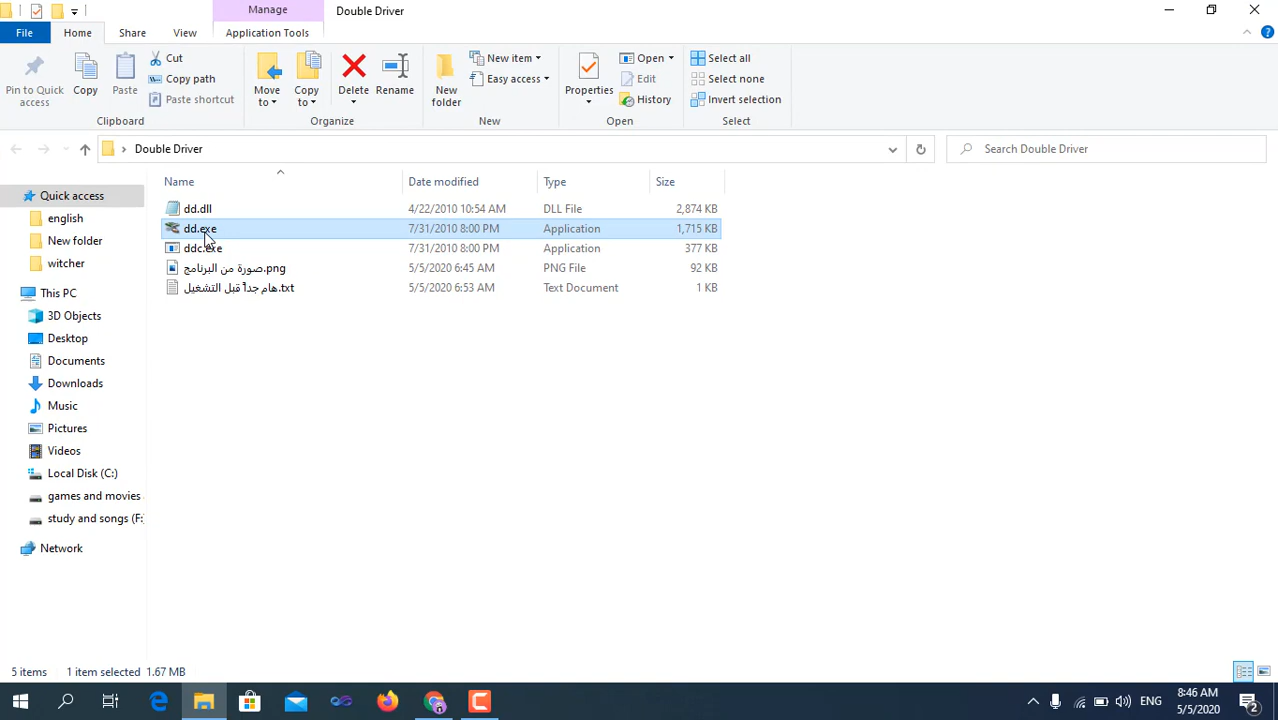 Manage
Double Driver
File
Home
Share
View
Application Tools
Pin to Quick access
Copy
Paste
Cut
Copy path
Paste shortcut
Clipboard
Move to
Copy to
Delete
Rename
Organize
New folder
New item
Easy access
New
Properties
Open
Edit
History
Open
Select all
Select none
Invert selection
Select
Double Driver
Search Double Driver
Name
Date modified
Type
Size
dd.dll 4/22/2010 10:54 AM DLL File 2,874 KB
dd.exe 7/31/2010 8:00 PM Application 1,715 KB
ddc.exe 7/31/2010 8:00 PM Application 377 KB
صورة من البرنامج.png 5/5/2020 6:45 AM PNG File 92 KB
هام جداً قبل التشغيل.txt 5/5/2020 6:53 AM Text Document 1 KB
Quick access
english
New folder
witcher
This PC
3D Objects
Desktop
Documents
Downloads
Music
Pictures
Videos
Local Disk (C:)
games and movies
study and songs (F:
Network
5 items 1 item selected 1.67 MB
ENG
8:46 AM
5/5/2020
2